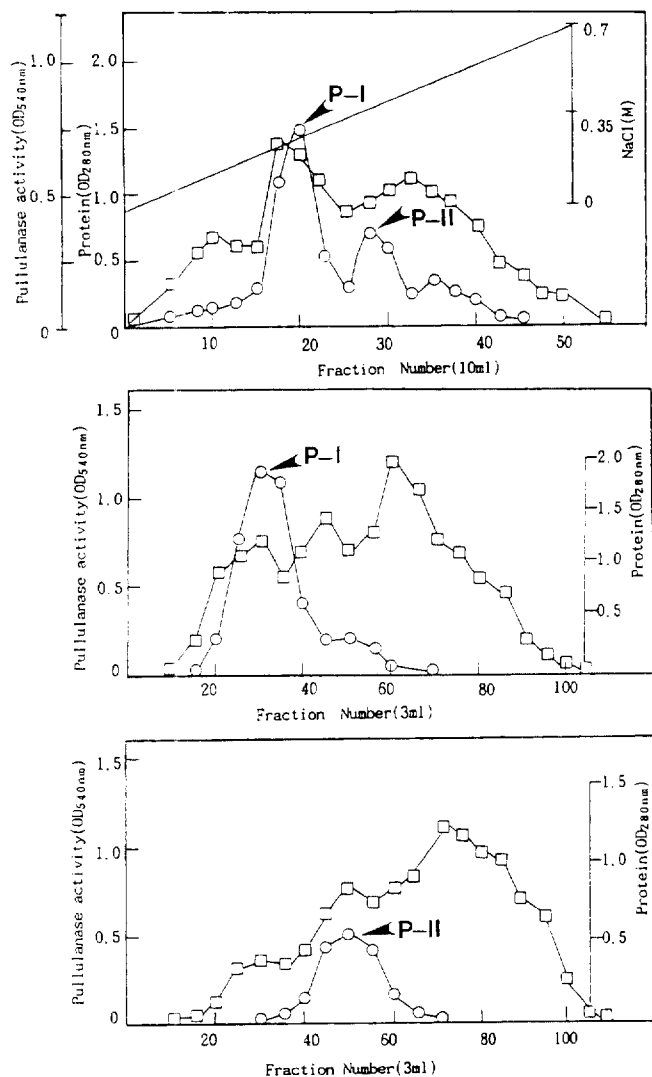 Pullulanase activity(OD540nm)
1.0
0.5
0
Protein(OD280nm)
2.0
1.5
1.0
0.5
0
P-I
P-II
0.7
0.35
0
NaCl(M)
10 20 30 40 50
Fraction Number(10ml)
Pullulanase activity(OD540nm)
1.5
1.0
0.5
0
P-I
2.0
1.5
1.0
0.5
Protein(OD280nm)
20 40 60 80 100
Fraction Number(3ml)
Pullulanase activity(OD540nm)
1.5
1.0
0.5
0
P-II
1.5
1.0
0.5
Protein(OD280nm)
20 40 60 80 100
Fraction Number(3ml)